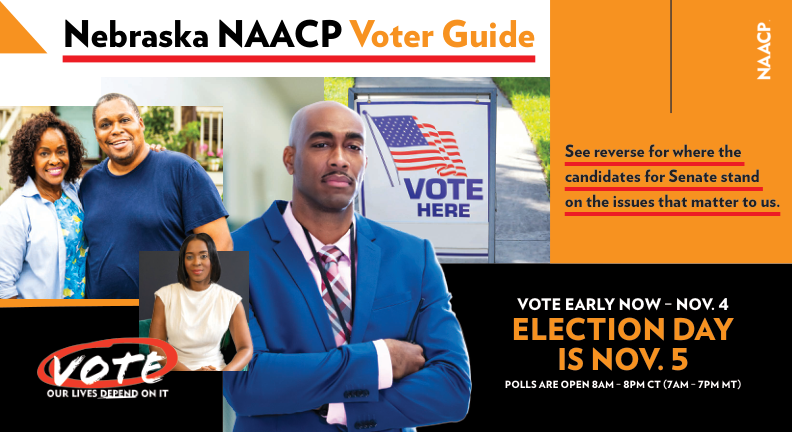 Nebraska NAACP Voter Guide
NAACP
VOTE
HERE
See reverse for where the
candidates for Senate stand
on the issues that matter to us.
VOTE EARLY NOW – NOV. 4
ELECTION DAY
IS NOV. 5
POLLS ARE OPEN 8AM – 8PM CT (7AM – 7PM MT)
VOTE
OUR LIVES DEPEND ON IT